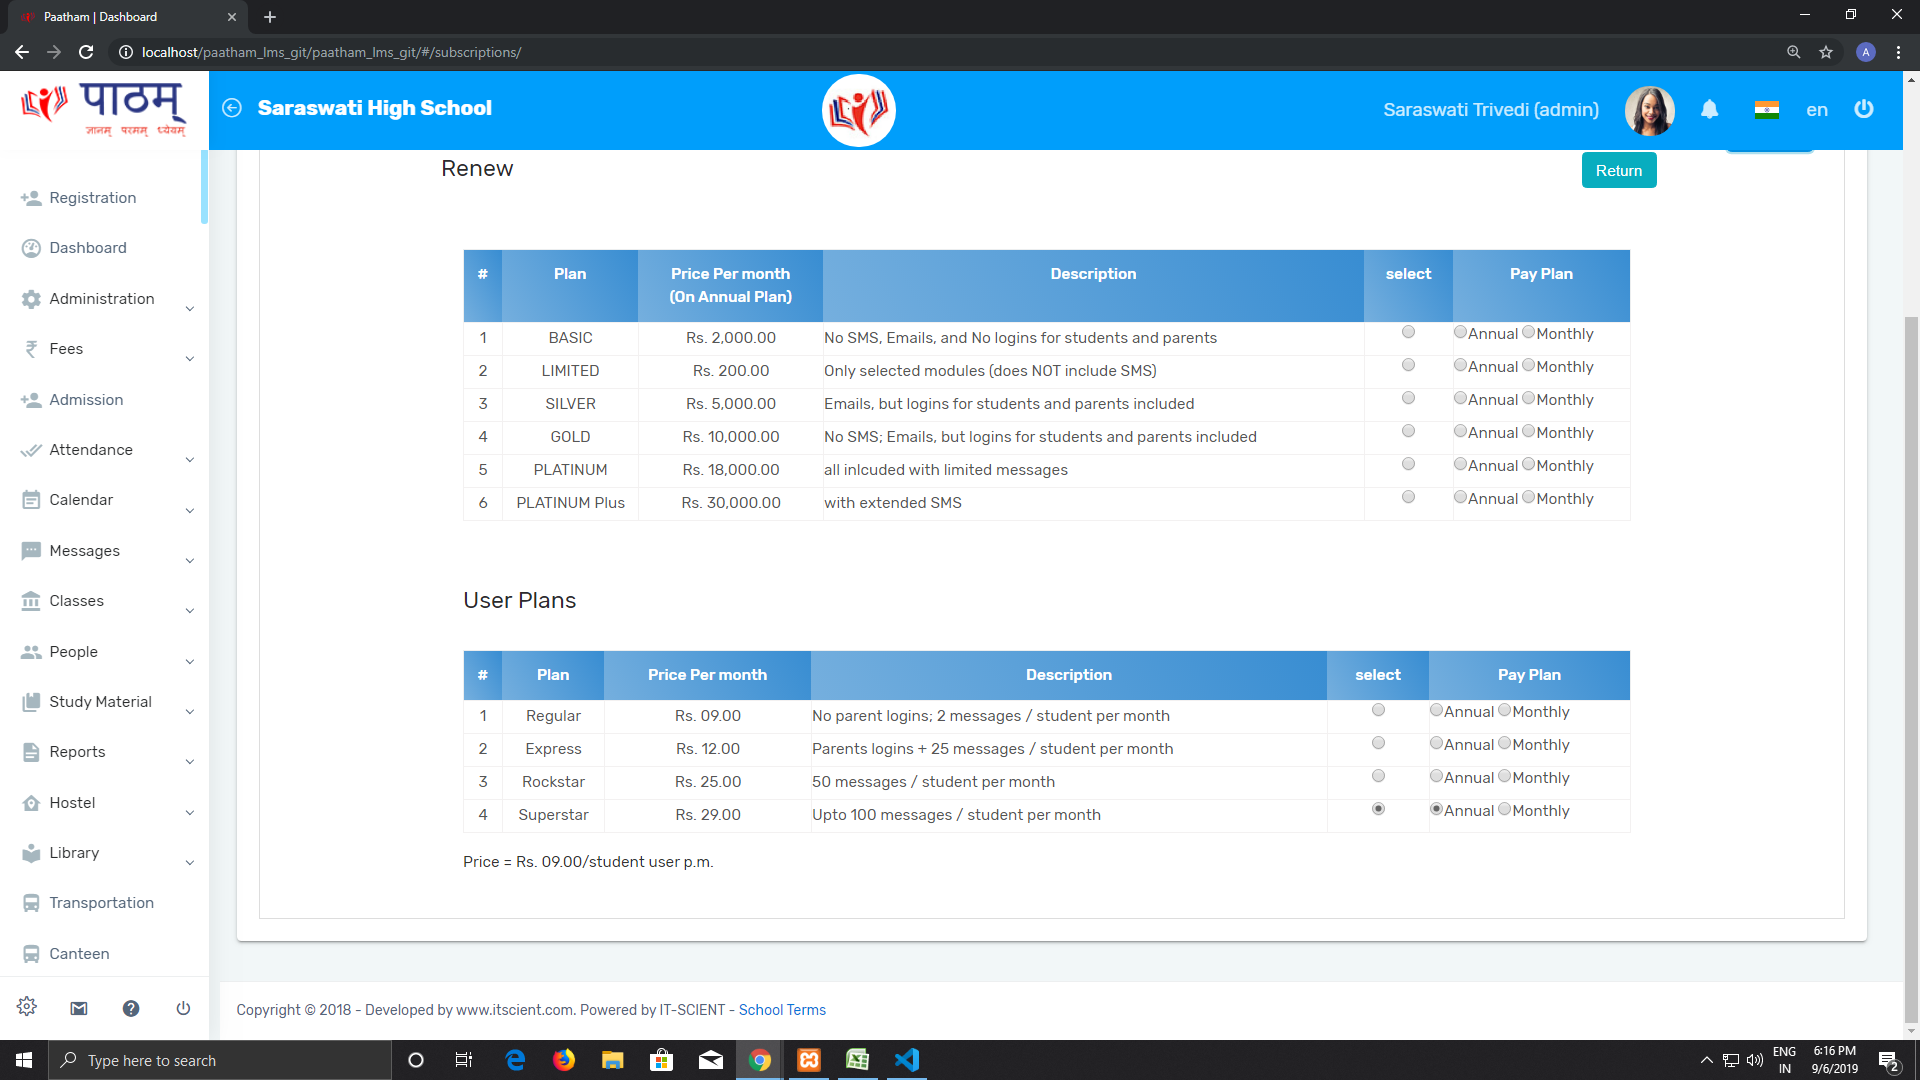 Paatham | Dashboard
localhost/paatham_lms_git/paatham_lms_git/#/subscriptions/
A
पाठम्
ज्ञानम् परमम् ध्येयम्
Saraswati High School
Saraswati Trivedi (admin)
en
Registration
Dashboard
Administration
Fees
Admission
Attendance
Calendar
Messages
Classes
People
Study Material
Reports
Hostel
Library
Transportation
Canteen
Renew
Return
# Plan Price Per month (On Annual Plan) Description select Pay Plan
1 BASIC Rs. 2,000.00 No SMS, Emails, and No logins for students and parents Annual Monthly
2 LIMITED Rs. 200.00 Only selected modules (does NOT include SMS) Annual Monthly
3 SILVER Rs. 5,000.00 Emails, but logins for students and parents included Annual Monthly
4 GOLD Rs. 10,000.00 No SMS; Emails, but logins for students and parents included Annual Monthly
5 PLATINUM Rs. 18,000.00 all inlcuded with limited messages Annual Monthly
6 PLATINUM Plus Rs. 30,000.00 with extended SMS Annual Monthly
User Plans
# Plan Price Per month Description select Pay Plan
1 Regular Rs. 09.00 No parent logins; 2 messages / student per month Annual Monthly
2 Express Rs. 12.00 Parents logins + 25 messages / student per month Annual Monthly
3 Rockstar Rs. 25.00 50 messages / student per month Annual Monthly
4 Superstar Rs. 29.00 Upto 100 messages / student per month Annual Monthly
Price = Rs. 09.00/student user p.m.
Copyright © 2018 - Developed by www.itscient.com. Powered by IT-SCIENT - School Terms
Type here to search
ENG
IN
6:16 PM
9/6/2019
2